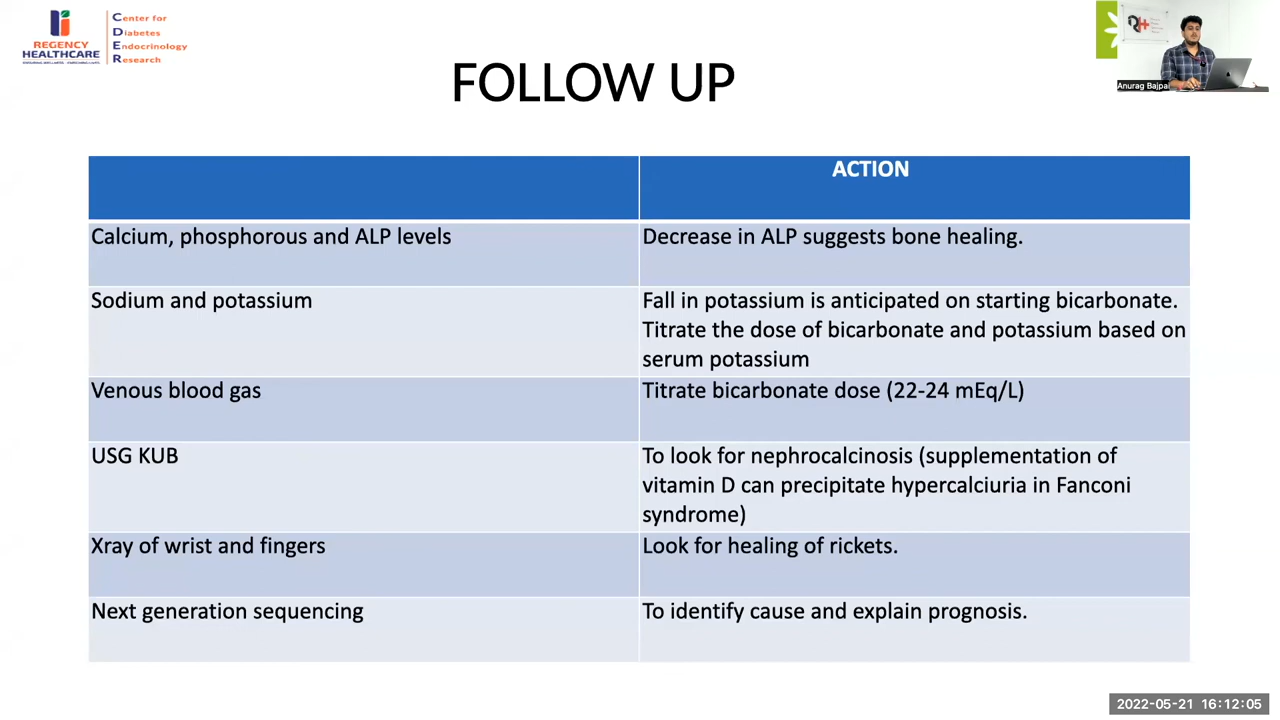 REGENCY
HEALTHCARE
Center for
Diabetes
Endocrinology
Research
Anurag Bajpai
FOLLOW UP
ACTION
Calcium, phosphorous and ALP levels
Decrease in ALP suggests bone healing.
Sodium and potassium
Fall in potassium is anticipated on starting bicarbonate.
Titrate the dose of bicarbonate and potassium based on
serum potassium
Venous blood gas
Titrate bicarbonate dose (22-24 mEq/L)
USG KUB
To look for nephrocalcinosis (supplementation of
vitamin D can precipitate hypercalciuria in Fanconi
syndrome)
Xray of wrist and fingers
Look for healing of rickets.
Next generation sequencing
To identify cause and explain prognosis.
2022-05-21 16:12:05